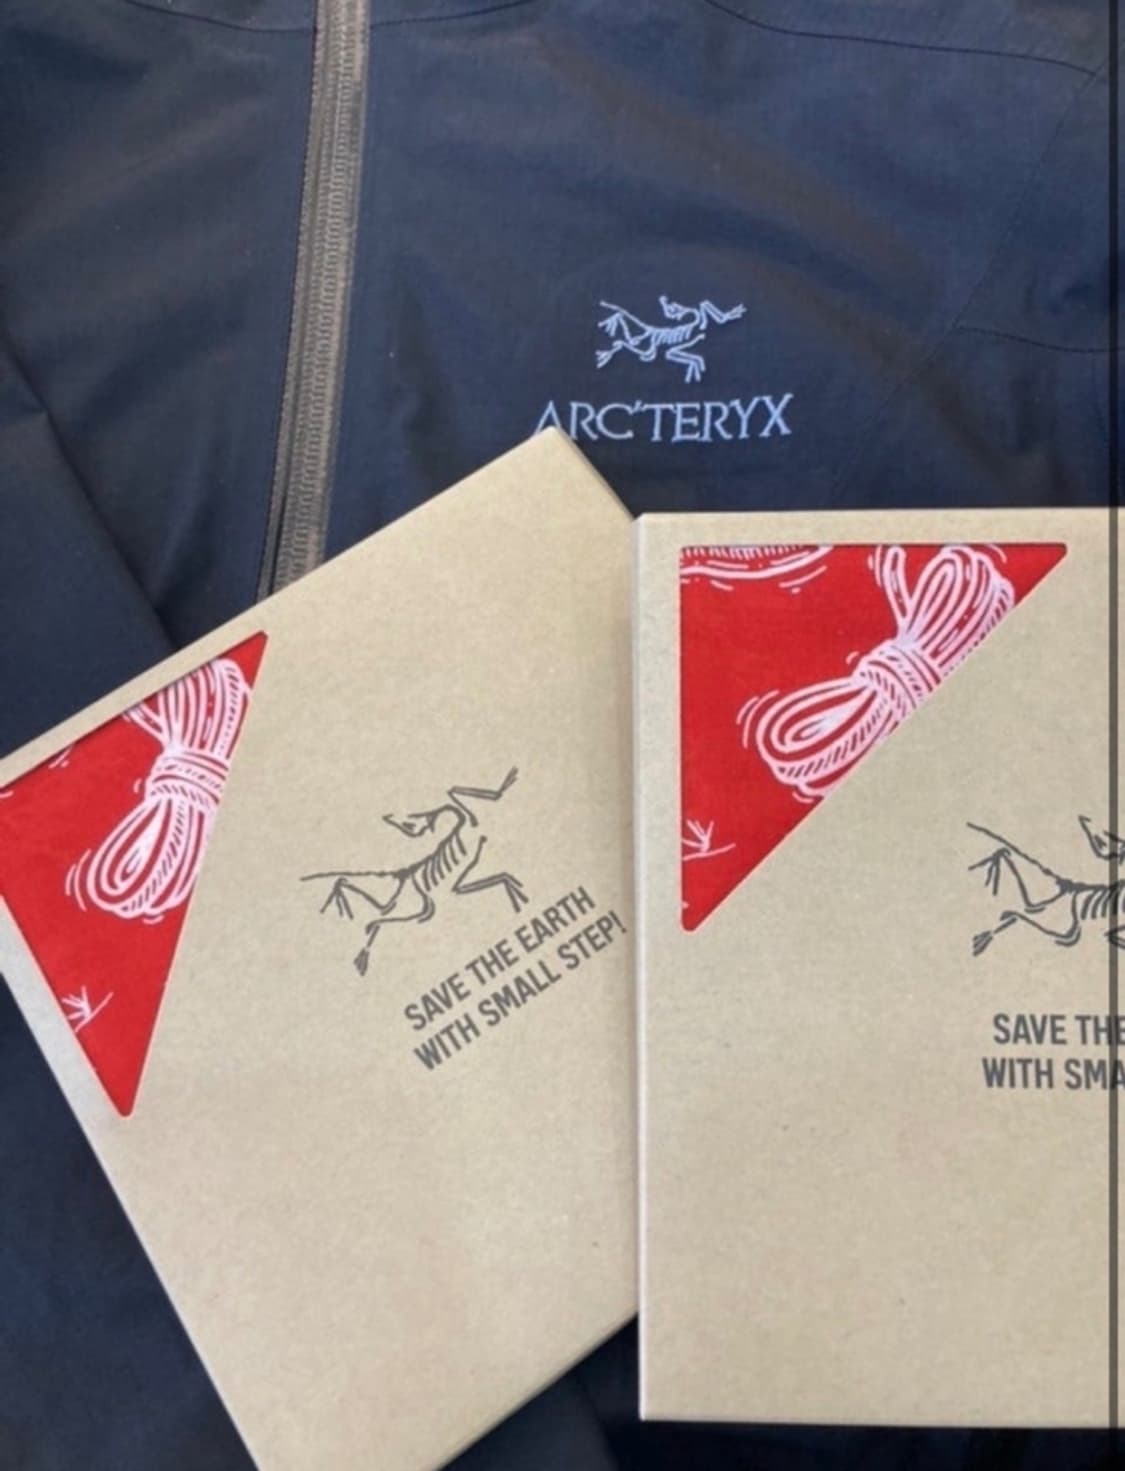 ARC'TERYX
SAVE THE EARTH
WITH SMALL STEP!
SAVE THE
WITH SMA